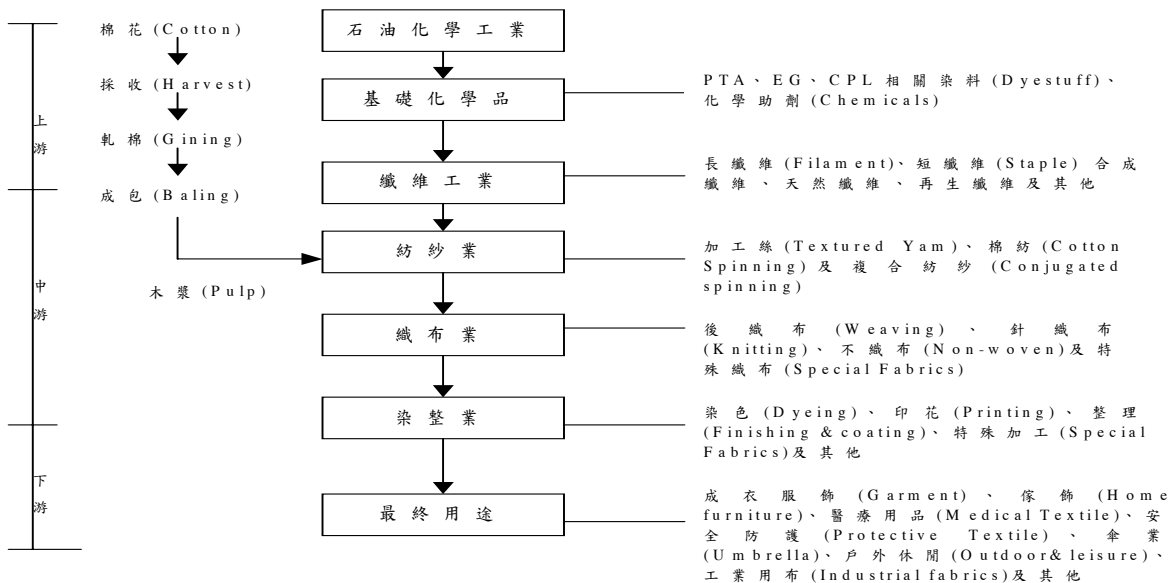 上
游
中
游
下
游
棉花(Cotton)
採收(Harvest)
軋棉(Gining)
成包(Baling)
木漿(Pulp)
石油化學工業
基礎化學品
纖維工業
紡紗業
織布業
染整業
最終用途
PTA、EG、CPL相關染料(Dyestuff)、
化學助劑(Chemicals)
長纖維(Filament)、短纖維(Staple)合成
纖維、天然纖維、再生纖維及其他
加工絲(Textured Yam)、棉紡(Cotton
Spinning)及複合紡紗(Conjugated
spinning)
後織布(Weaving)、針織布
(Knitting)、不織布(Non-woven)及特
殊織布(Special Fabrics)
染色(Dyeing)、印花(Printing)、整理
(Finishing & coating)、特殊加工(Special
Fabrics)及其他
成衣服飾(Garment)、傢飾(Home
furniture)、醫療用品(Medical Textile)、安
全防護(Protective Textile)、傘業
(Umbrella)、戶外休閒(Outdoor& leisure)、
工業用布(Industrial fabrics)及其他